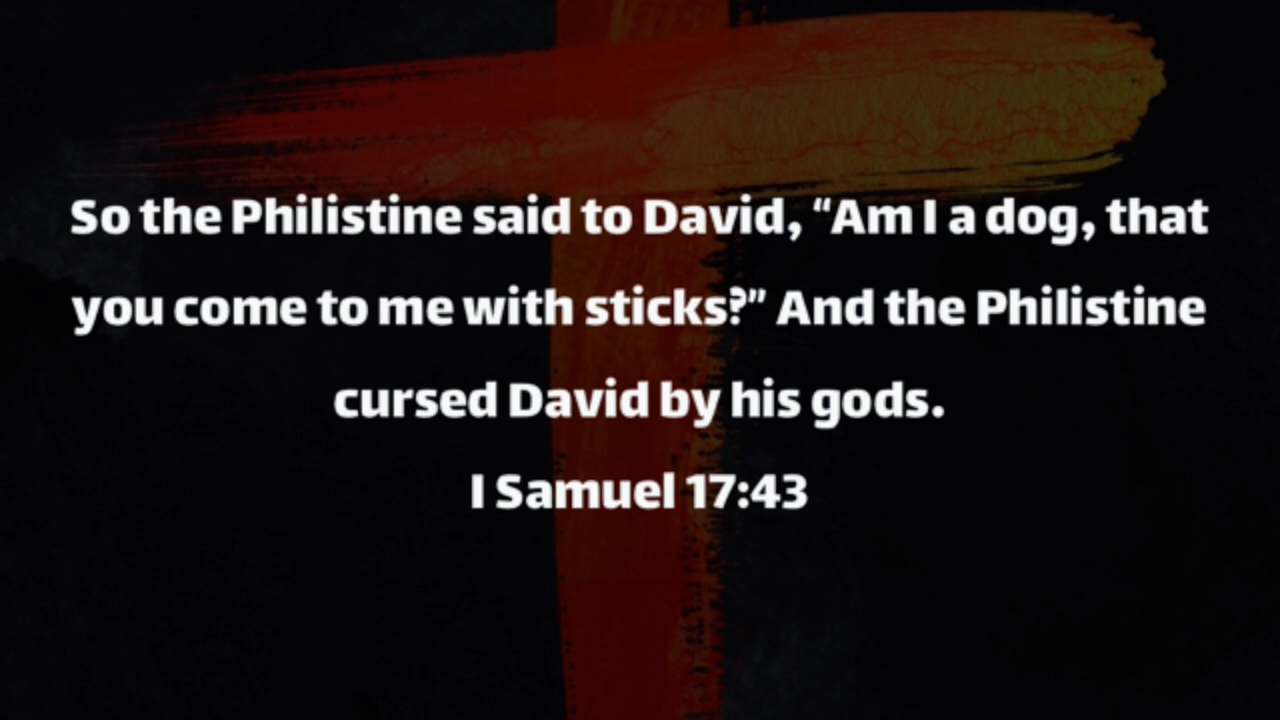 So the Philistine said to David, “Am I a dog, that
you come to me with sticks?” And the Philistine
cursed David by his gods.
I Samuel 17:43